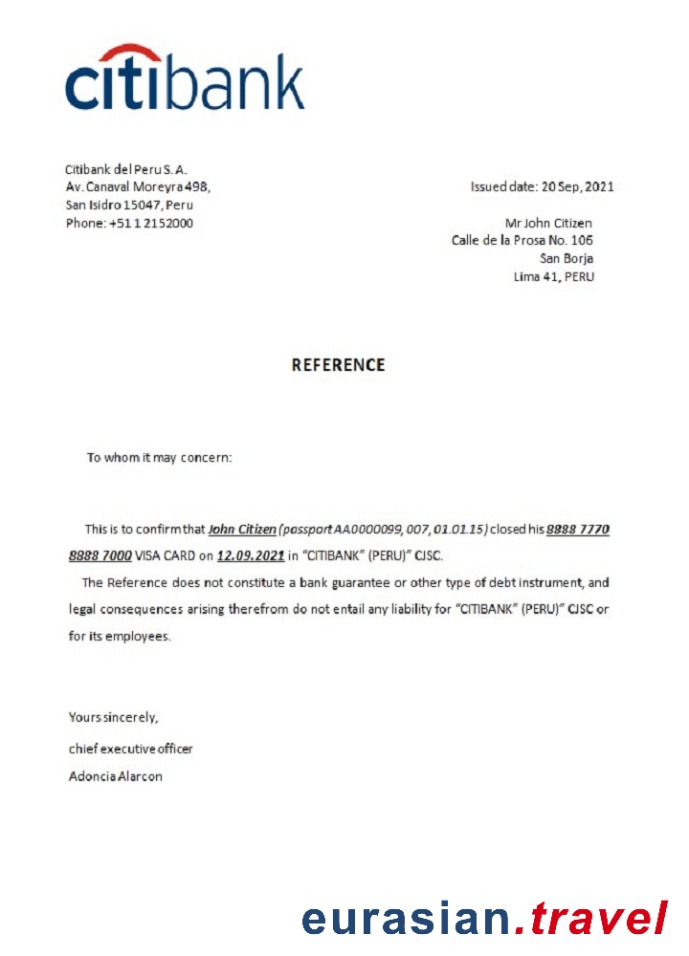 citibank
Citibank del Peru S. A.
Av. Canaval Moreyra 498,
San Isidro 15047, Peru
Phone: +51 1 2152000
Issued date: 20 Sep, 2021
Mr John Citizen
Calle de la Prosa No. 106
San Borja
Lima 41, PERU
REFERENCE
To whom it may concern:
This is to confirm that John Citizen (passport AA0000099, 007, 01.01.15) closed his 8888 7770
8888 7000 VISA CARD on 12.09.2021 in “CITIBANK” (PERU)” CJSC.
The Reference does not constitute a bank guarantee or other type of debt instrument, and
legal consequences arising therefrom do not entail any liability for “CITIBANK” (PERU)” CJSC or
for its employees.
Yours sincerely,
chief executive officer
Adoncia Alarcon
eurasian.travel